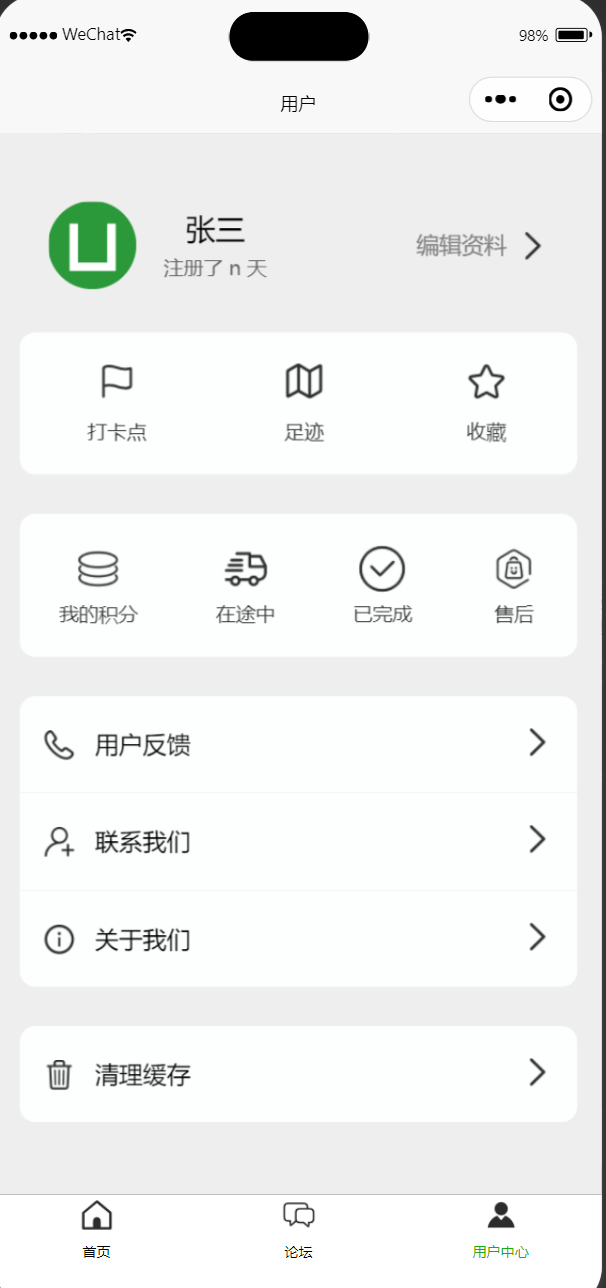 WeChat 98%
用户
张三
注册了 n 天
编辑资料
打卡点 足迹 收藏
我的积分 在途中 已完成 售后
用户反馈
联系我们
关于我们
清理缓存
首页 论坛 用户中心